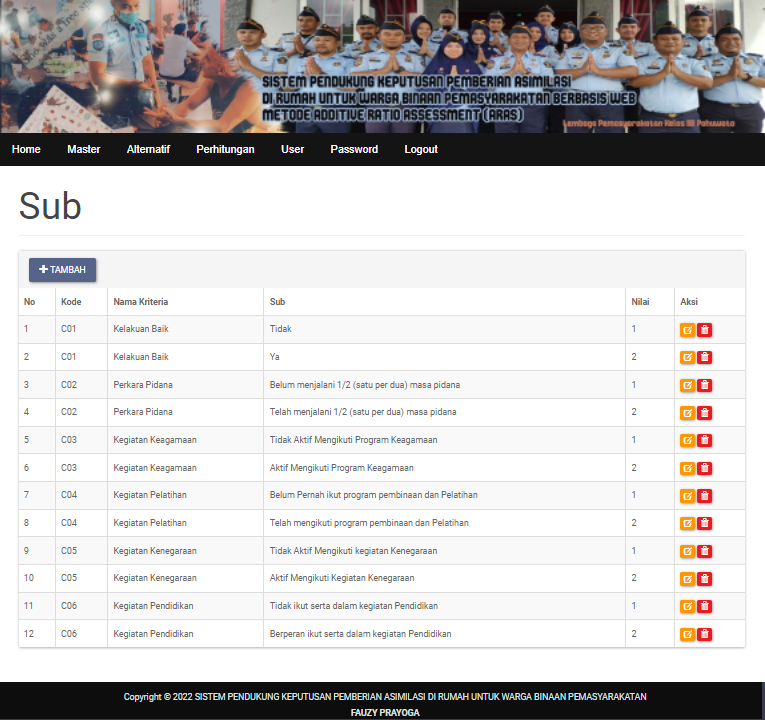 SISTEM PENDUKUNG KEPUTUSAN PEMBERIAN ASIMILASI
DI RUMAH UNTUK WARGA BINAAN PEMASYARAKATAN BERBASIS WEB
METODE ADDITIVE RATIO ASSESSMENT (ARAS)
Lembaga Pemasyarakatan Kelas IIB Pohuwato
Home Master Alternatif Perhitungan User Password Logout
Sub
TAMBAH
No Kode Nama Kriteria Sub Nilai Aksi
1 C01 Kelakuan Baik Tidak 1
2 C01 Kelakuan Baik Ya 2
3 C02 Perkara Pidana Belum menjalani 1/2 (satu per dua) masa pidana 1
4 C02 Perkara Pidana Telah menjalani 1/2 (satu per dua) masa pidana 2
5 C03 Kegiatan Keagamaan Tidak Aktif Mengikuti Program Keagamaan 1
6 C03 Kegiatan Keagamaan Aktif Mengikuti Program Keagamaan 2
7 C04 Kegiatan Pelatihan Belum Pernah ikut program pembinaan dan Pelatihan 1
8 C04 Kegiatan Pelatihan Telah mengikuti program pembinaan dan Pelatihan 2
9 C05 Kegiatan Kenegaraan Tidak Aktif Mengikuti kegiatan Kenegaraan 1
10 C05 Kegiatan Kenegaraan Aktif Mengikuti Kegiatan Kenegaraan 2
11 C06 Kegiatan Pendidikan Tidak ikut serta dalam kegiatan Pendidikan 1
12 C06 Kegiatan Pendidikan Berperan ikut serta dalam kegiatan Pendidikan 2
Copyright © 2022 SISTEM PENDUKUNG KEPUTUSAN PEMBERIAN ASIMILASI DI RUMAH UNTUK WARGA BINAAN PEMASYARAKATAN
FAUZY PRAYOGA